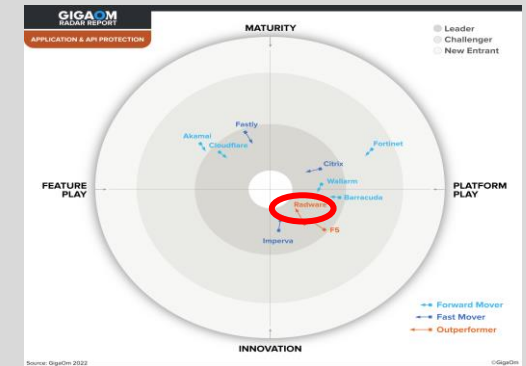 GIGAOM
RADAR REPORT
APPLICATION & API PROTECTION
MATURITY
Leader
Challenger
New Entrant
Fastly
Akamai
Cloudflare
Fortinet
Citrix
Wallarm
FEATURE
PLAY
PLATFORM
PLAY
Barracuda
Radware
F5
Imperva
Forward Mover
Fast Mover
Outperformer
INNOVATION
Source: GigaOm 2022
©GigaOm